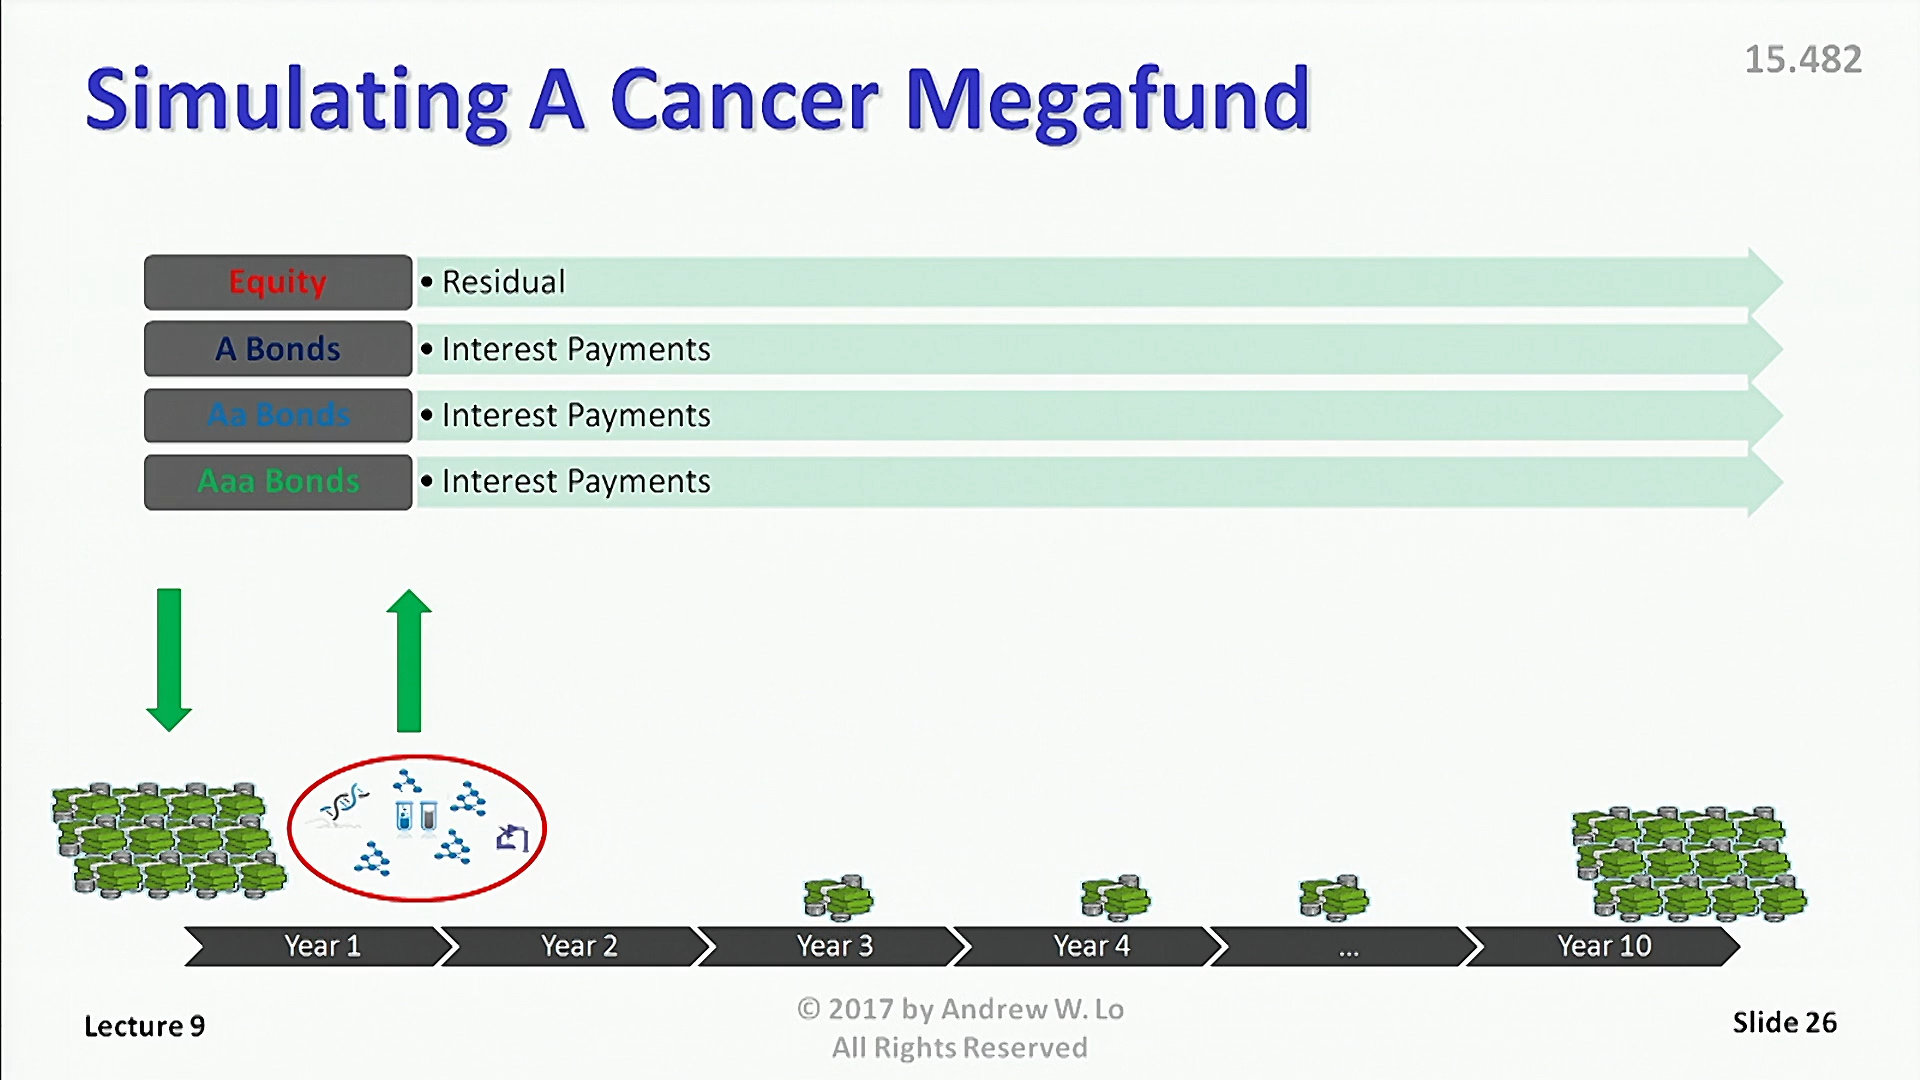 15.482
Simulating A Cancer Megafund
Equity • Residual
A Bonds • Interest Payments
Aa Bonds • Interest Payments
Aaa Bonds • Interest Payments
Year 1 Year 2 Year 3 Year 4 ... Year 10
Lecture 9
© 2017 by Andrew W. Lo
All Rights Reserved
Slide 26